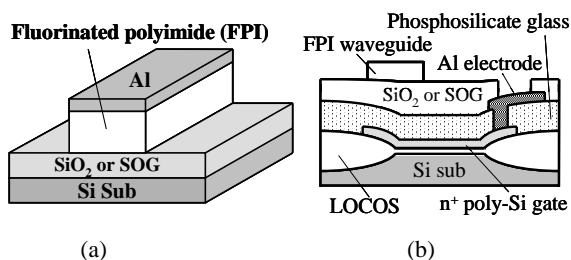 Fluorinated polyimide (FPI)
Al
SiO2 or SOG
Si Sub
(a)
Phosphosilicate glass
FPI waveguide
Al electrode
SiO2 or SOG
Si sub
LOCOS
n+ poly-Si gate
(b)